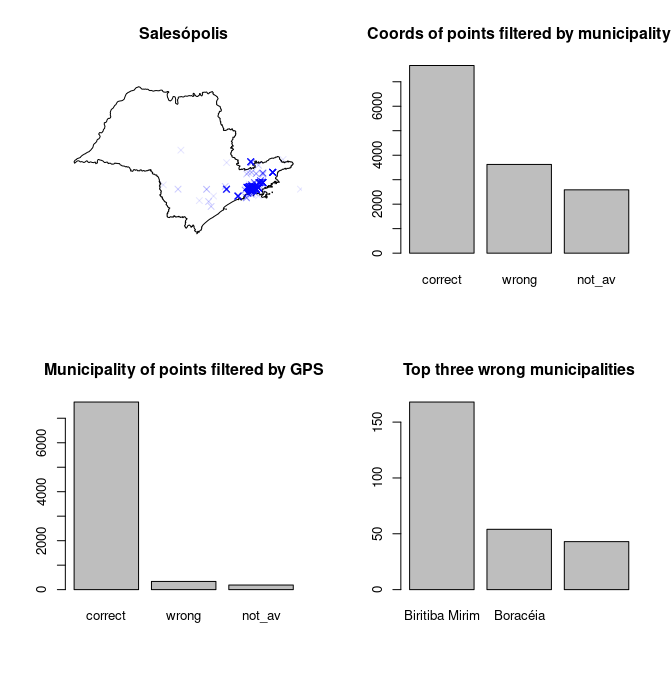 Salesópolis
Coords of points filtered by municipality
0
2000
4000
6000
correct wrong not_av
Municipality of points filtered by GPS
0
2000
4000
6000
correct wrong not_av
Top three wrong municipalities
0
50
100
150
Biritiba Mirim Boracéia